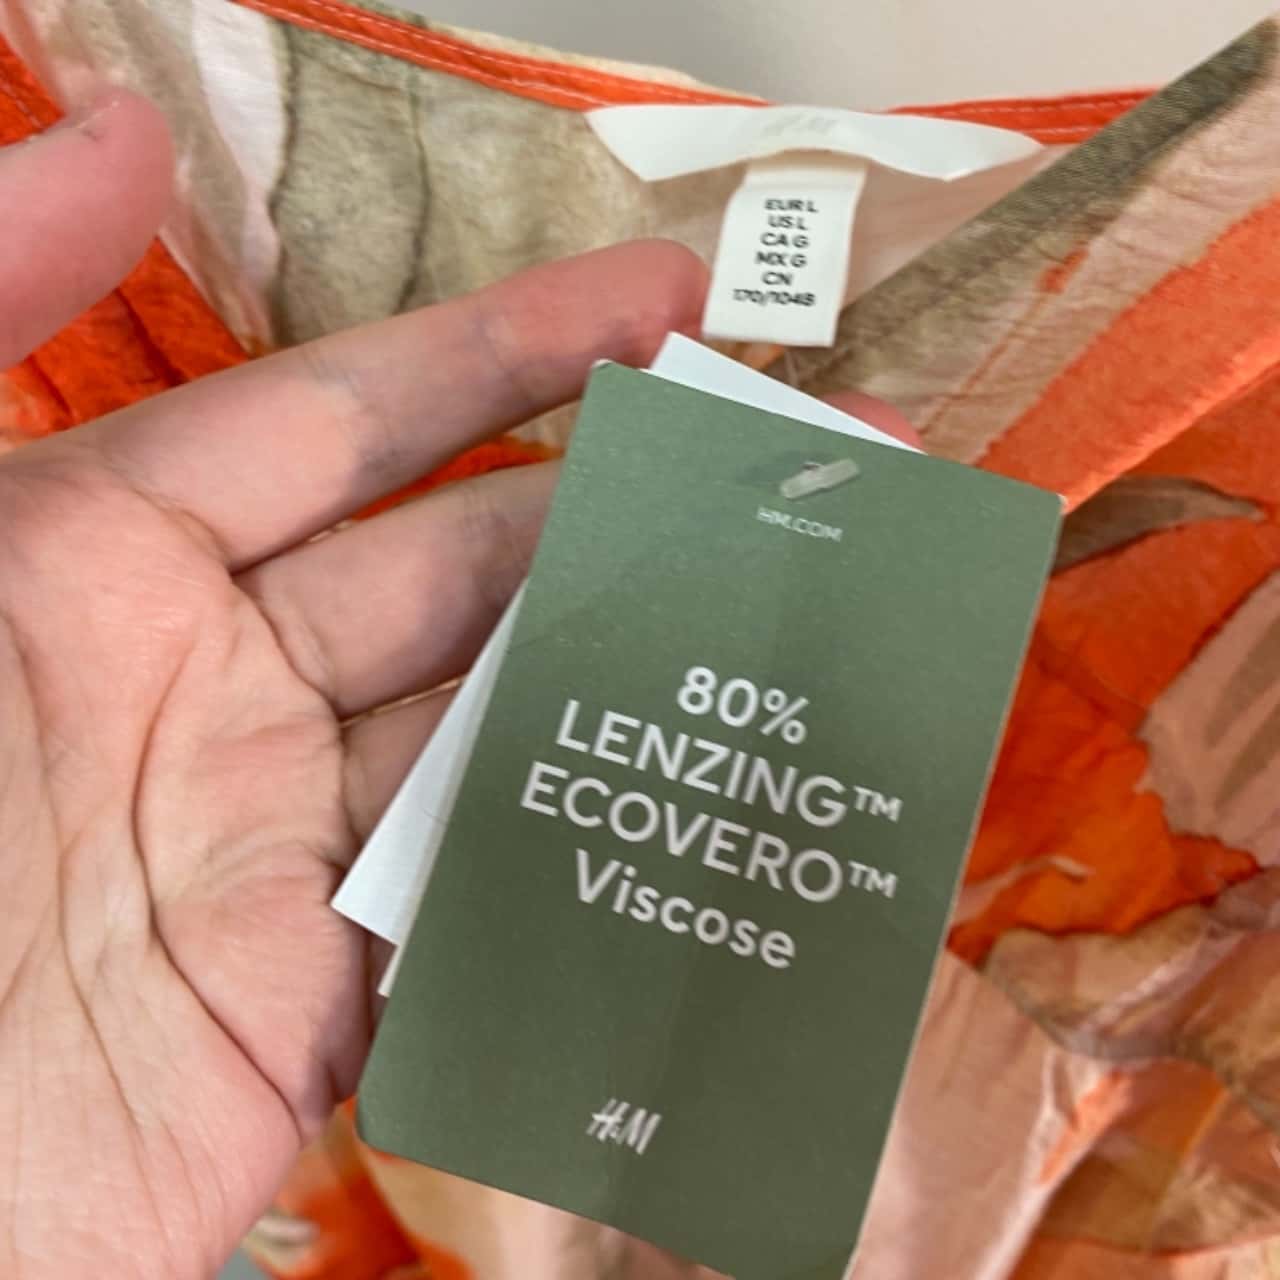 H&M
EUR L
US L
CA G
MX G
CN
170/104B
HM.COM
80%
LENZING™
ECOVERO™
Viscose
H&M